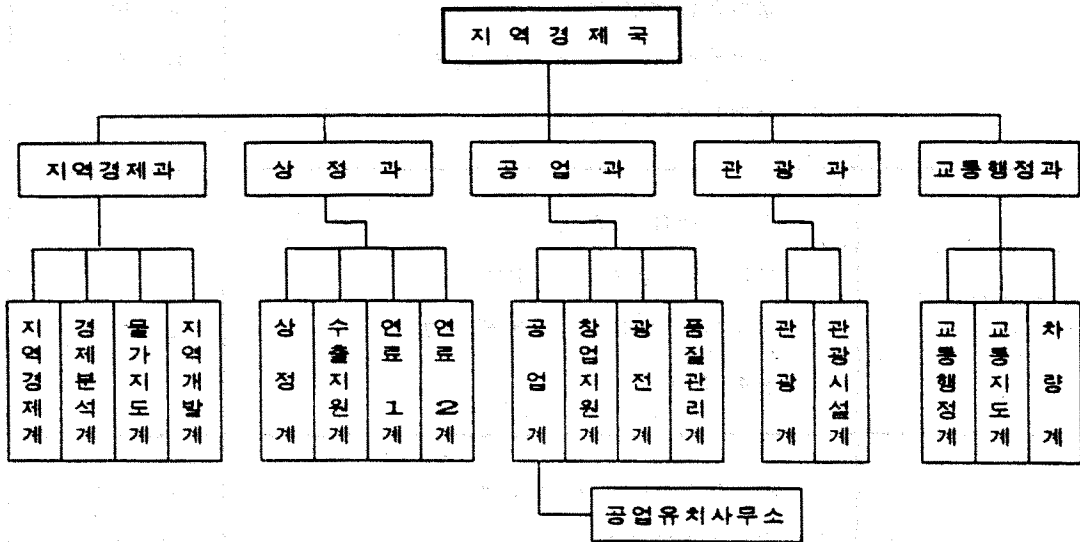 지역경제국
지역경제과
상정과
공업과
관광과
교통행정과
지역경제계
경제분석계
물가지도계
지역개발계
상정계
수출지원계
연료1계
연료2계
공업계
창업지원계
광전계
품질관리계
관광계
관광시설계
교통행정계
교통지도계
차량계
공업유치사무소